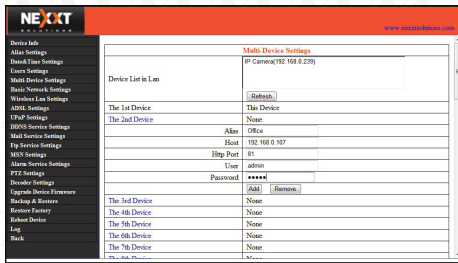 NEXXT
SOLUTIONS
www.nexxtsolutions.com
Device Info
Alias Settings
Date&Time Settings
Users Settings
Multi-Device Settings
Basic Network Settings
Wireless Lan Settings
ADSL Settings
UPnP Settings
DDNS Service Settings
Mail Service Settings
Ftp Service Settings
MSN Settings
Alarm Service Settings
PTZ Settings
Decoder Settings
Upgrade Device Firmware
Backup & Restore
Restore Factory
Reboot Device
Log
Back
Multi-Device Settings
Device List in Lan
IP Camera(192.168.0.239)
Refresh
The 1st Device This Device
The 2nd Device None
Alias Office
Host 192.168.0.107
Http Port 81
User admin
Password •••••
Add Remove
The 3rd Device None
The 4th Device None
The 5th Device None
The 6th Device None
The 7th Device None
The 8th Device None